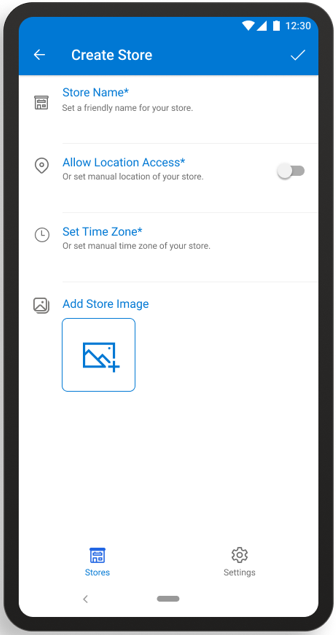 12:30
Create Store
Store Name*
Set a friendly name for your store.
Allow Location Access*
Or set manual location of your store.
Set Time Zone*
Or set manual time zone of your store.
Add Store Image
Stores
Settings